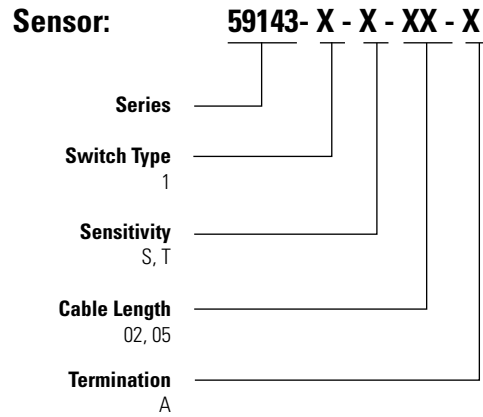 Sensor: 59143- X - X - XX - X
Series
Switch Type
1
Sensitivity
S, T
Cable Length
02, 05
Termination
A